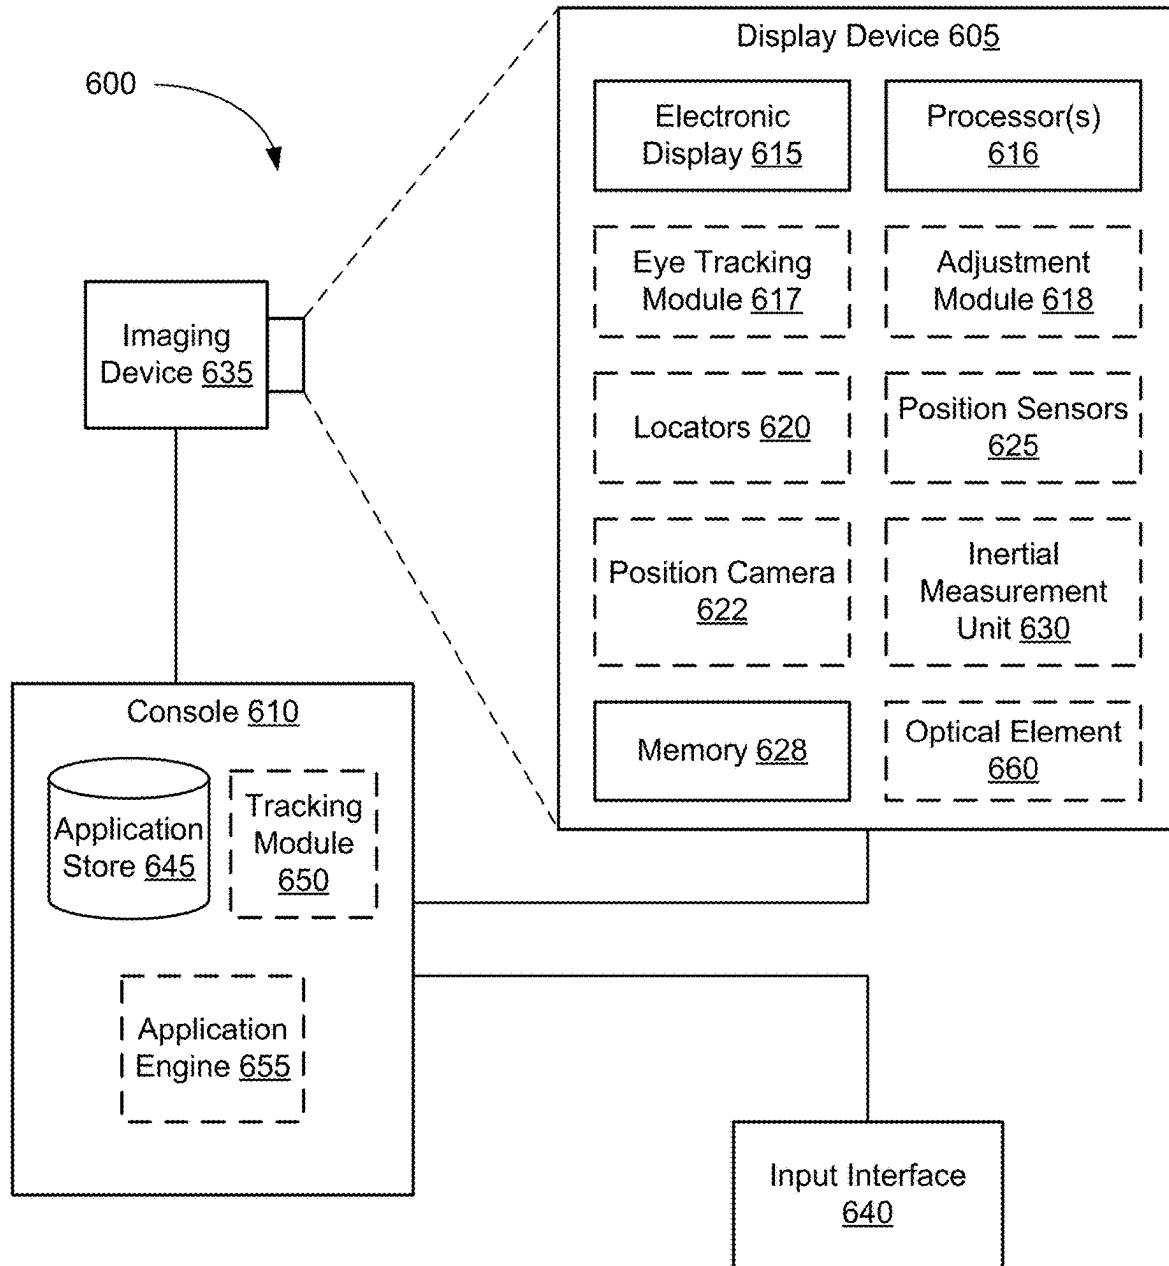 600
Display Device 605
Electronic
Display 615
Processor(s)
616
Eye Tracking
Module 617
Adjustment
Module 618
Imaging
Device 635
Locators 620
Position Sensors
625
Position Camera
622
Inertial
Measurement
Unit 630
Memory 628
Optical Element
660
Console 610
Application
Store 645
Tracking
Module
650
Application
Engine 655
Input Interface
640